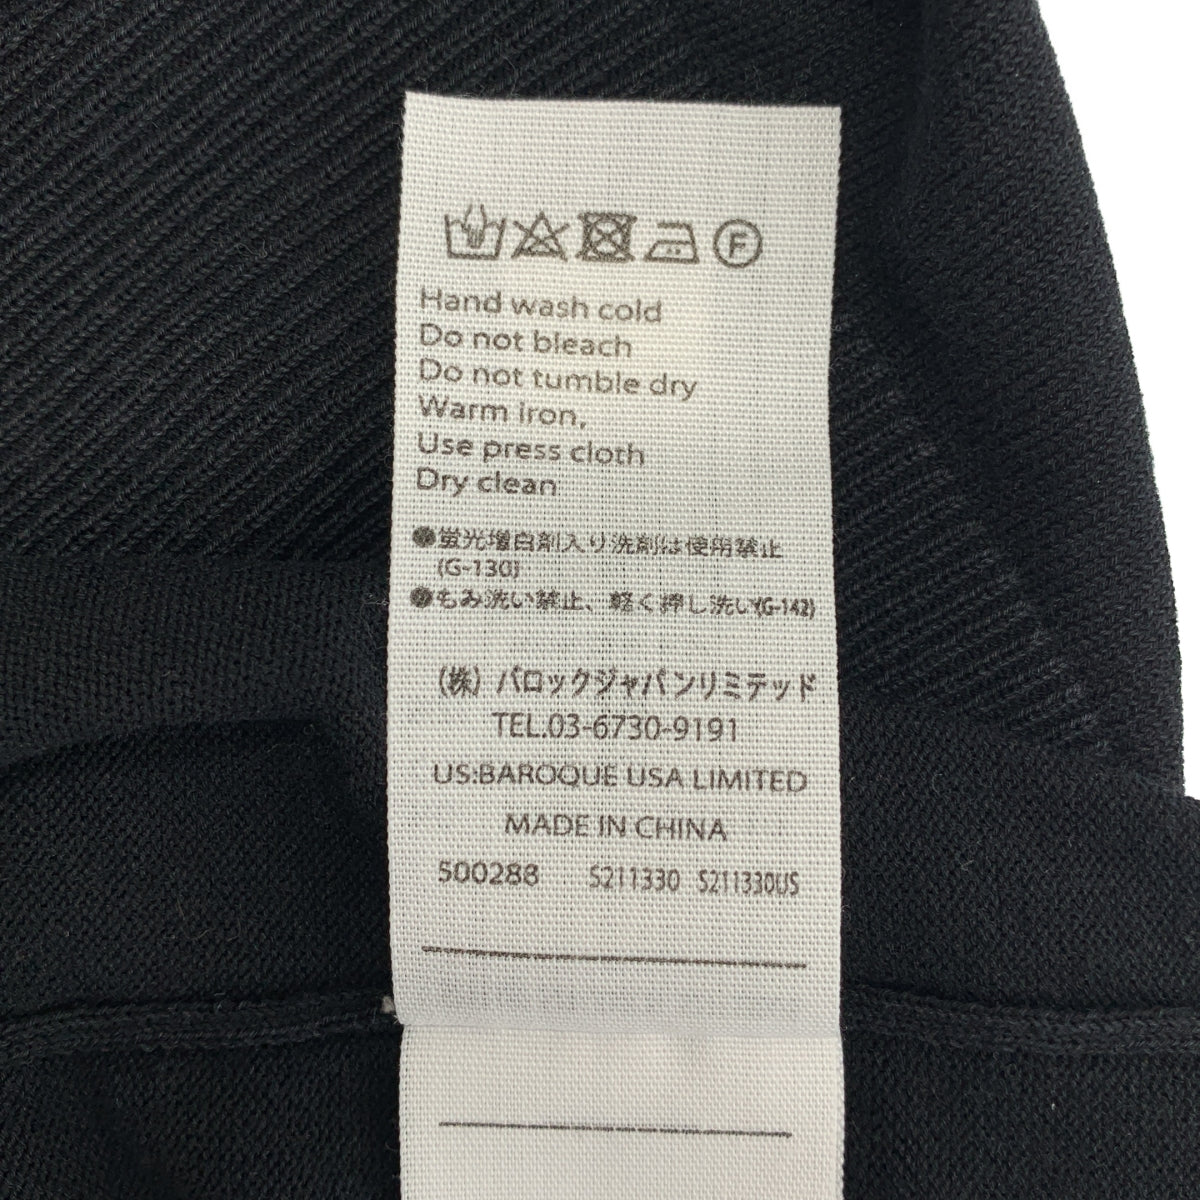 F
Hand wash cold
Do not bleach
Do not tumble dry
Warm iron,
Use press cloth
Dry clean
●蛍光増白剤入り洗剤は使用禁止
(G-130)
●もみ洗い禁止、軽く押し洗い(G-142)
(株) バロックジャパンリミテッド
TEL.03-6730-9191
US:BAROQUE USA LIMITED
MADE IN CHINA
500288 S211330 S211330US